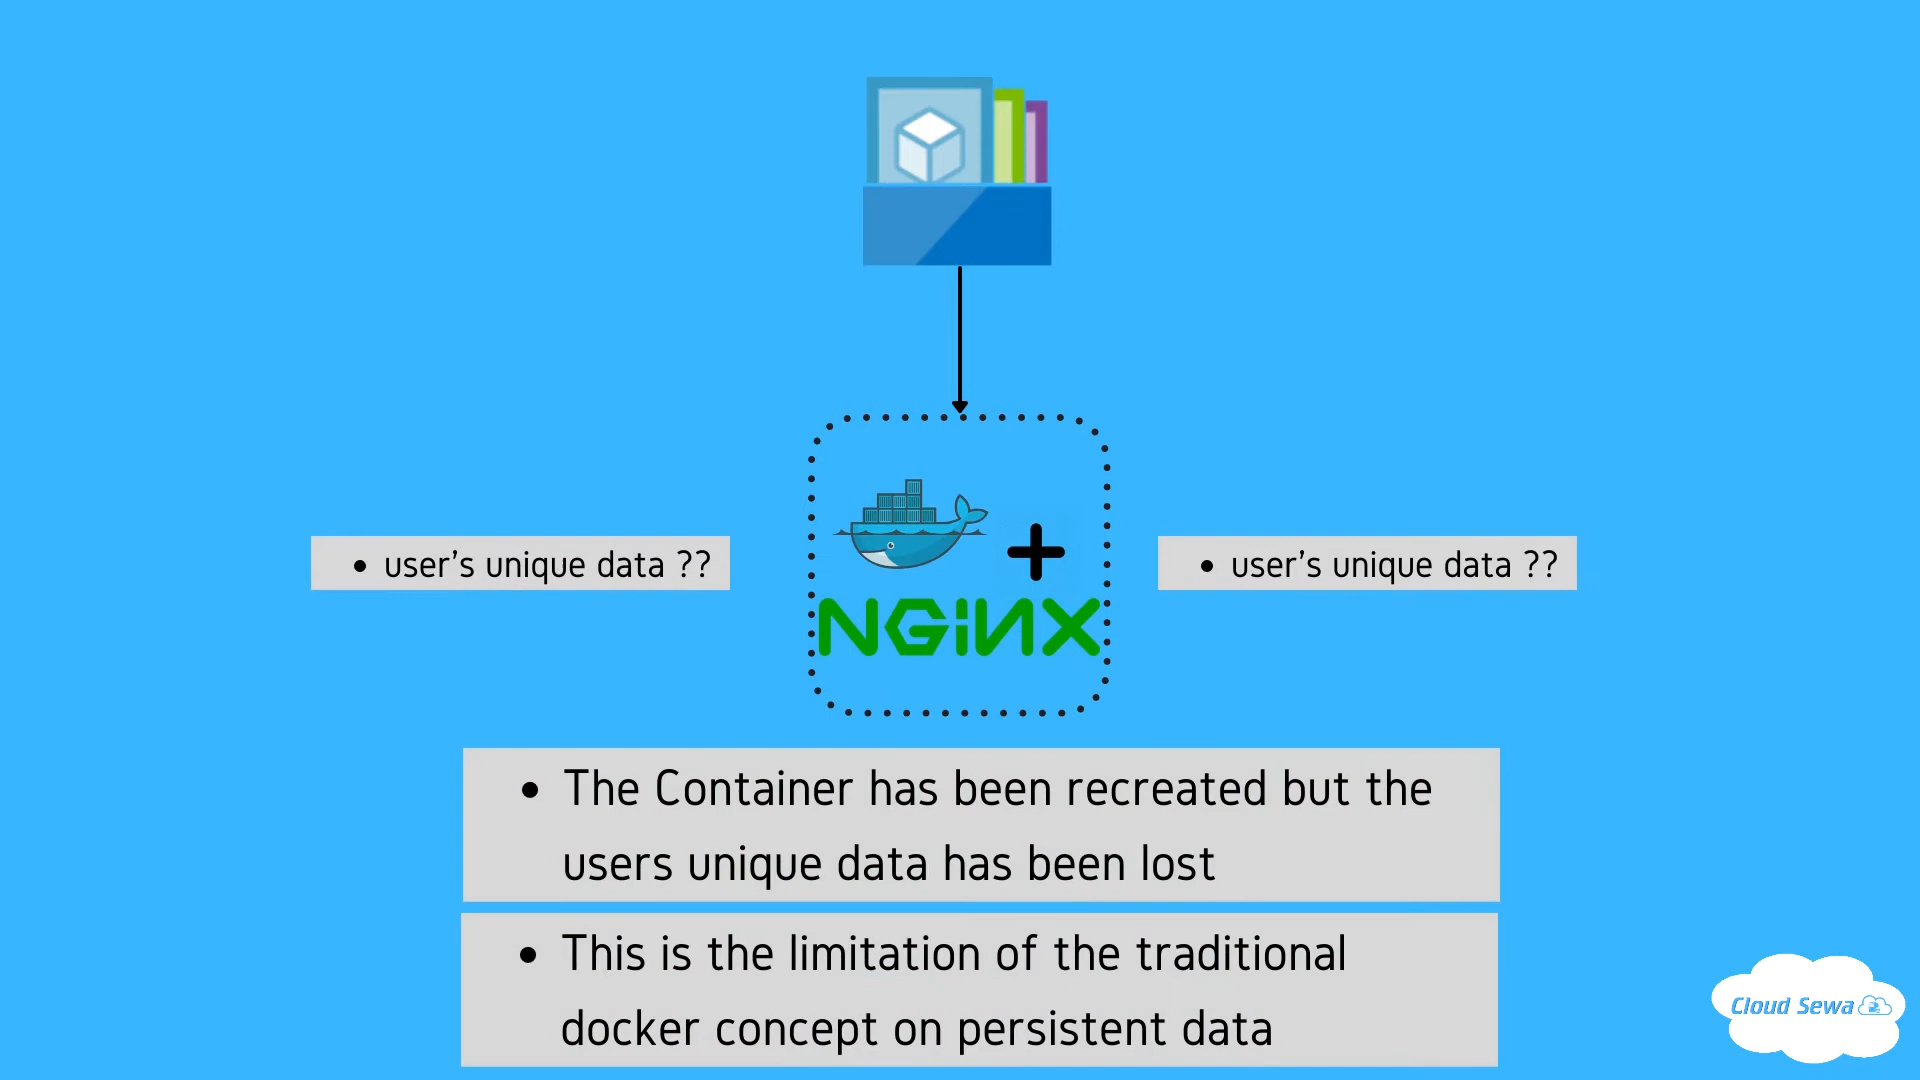 NGiNX
• user's unique data ??
• user's unique data ??
• The Container has been recreated but the
users unique data has been lost
• This is the limitation of the traditional
docker concept on persistent data
Cloud Sewa